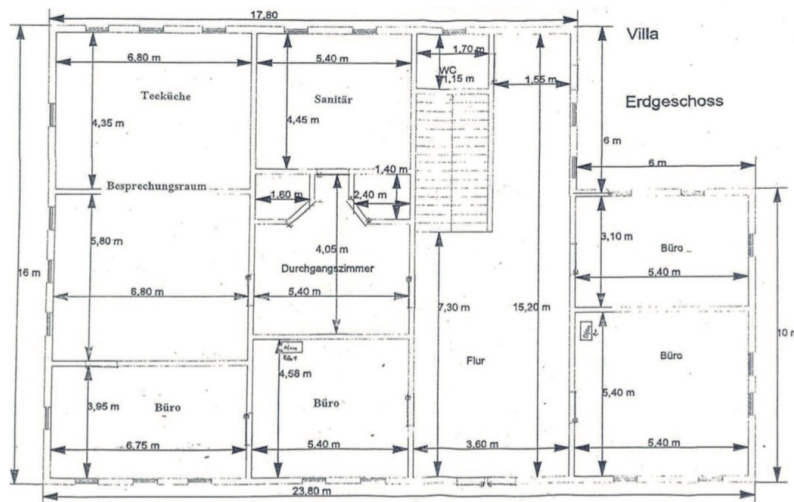 17.80
Villa
6.80 m
5.40 m
1,70 m
WC
1,15 m
1,55 m
Teeküche
Sanitär
Erdgeschoss
4,35 m
4,45 m
6 m
6 m
1,40 m
Besprechungsraum
1.60 m
2,40 m
3,10 m
5,80 m
4,05 m
Büro
Durchgangszimmer
16 m
6,80 m
5.40 m
5.40 m
7,30 m
15,20 m
10 m
Büro
4,58 m
Flur
5,40 m
3,95 m
Büro
Büro
6.75 m
5.40 m
3.60 m
5.40 m
23.80 m